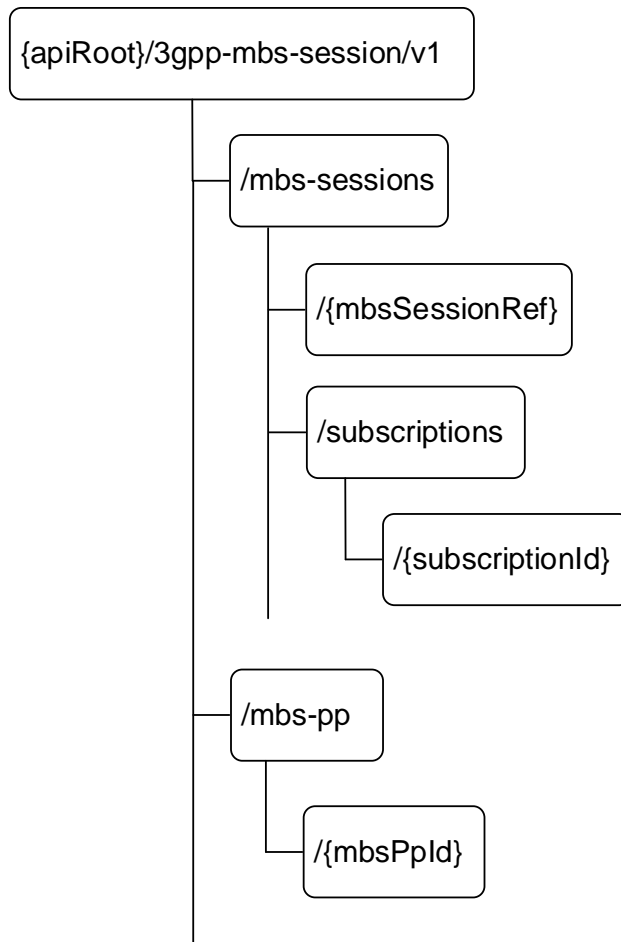 {apiRoot}/3gpp-mbs-session/v1
/mbs-sessions
/{mbsSessionRef}
/subscriptions
/{subscriptionId}
/mbs-pp
/{mbsPpId}